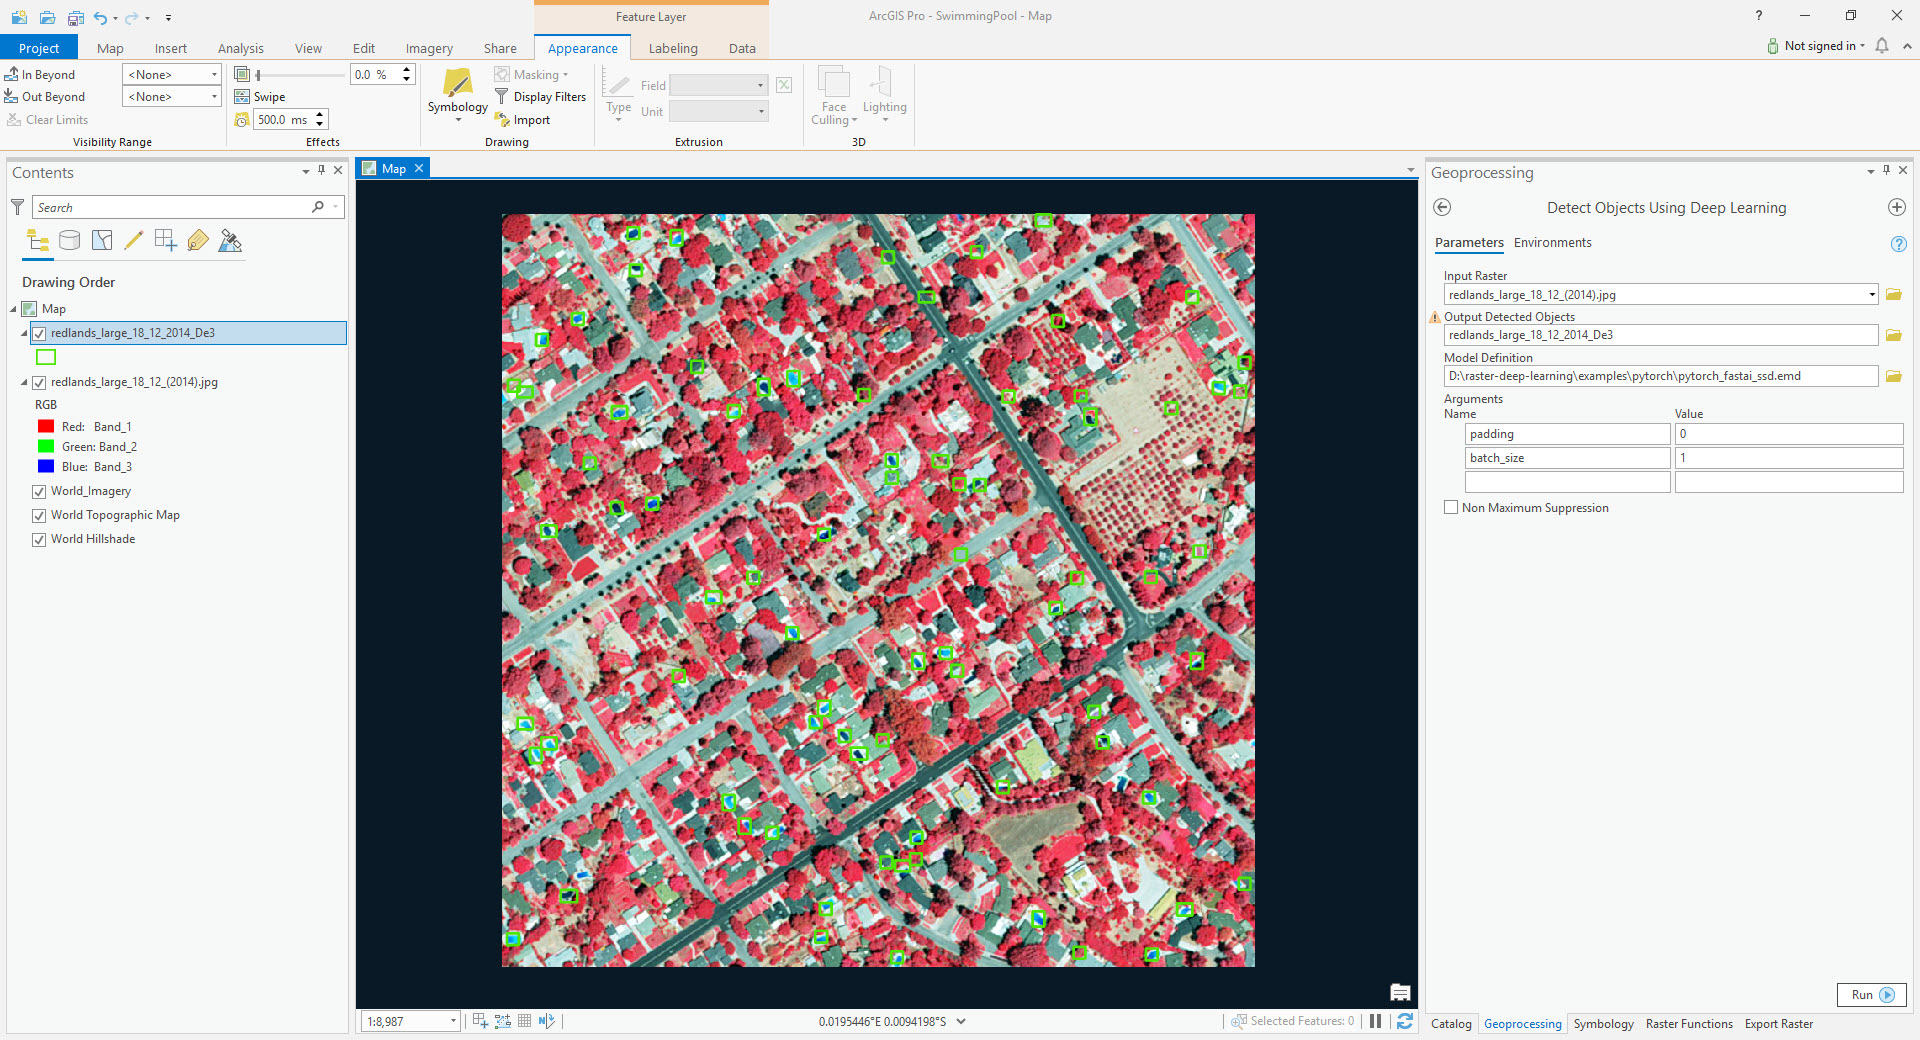 Feature Layer
ArcGIS Pro - SwimmingPool - Map
?
Project Map Insert Analysis View Edit Imagery Share Appearance Labeling Data
Not signed in
In Beyond <None>
Out Beyond <None>
Clear Limits
Visibility Range
0.0 %
Swipe
500.0 ms
Effects
Symbology
Masking
Display Filters
Import
Drawing
Type
Field
Unit
Extrusion
Face Culling
Lighting
3D
Contents
Search
Drawing Order
Map
redlands_large_18_12_2014_De3
redlands_large_18_12_(2014).jpg
RGB
Red: Band_1
Green: Band_2
Blue: Band_3
World_Imagery
World Topographic Map
World Hillshade
Map
1:8,987
0.0195446°E 0.0094198°S
Selected Features: 0
Geoprocessing
Detect Objects Using Deep Learning
Parameters Environments
?
Input Raster
redlands_large_18_12_(2014).jpg
Output Detected Objects
redlands_large_18_12_2014_De3
Model Definition
D:\raster-deep-learning\examples\pytorch\pytorch_fastai_ssd.emd
Arguments
Name Value
padding 0
batch_size 1
Non Maximum Suppression
Run
Catalog Geoprocessing Symbology Raster Functions Export Raster